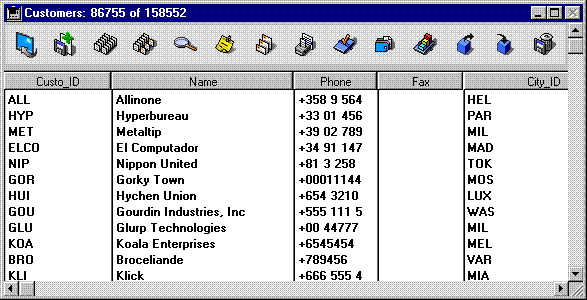 Customers: 86755 of 158552
Custo_ID Name Phone Fax City_ID
ALL Allinone +358 9 564 HEL
HYP Hyperbureau +33 01 456 PAR
MET Metaltip +39 02 789 MIL
ELCO El Computador +34 91 147 MAD
NIP Nippon United +81 3 258 TOK
GOR Gorky Town +00011144 MOS
HUI Hychen Union +654 3210 LUX
GOU Gourdin Industries, Inc +555 111 5 WAS
GLU Glurp Technologies +00 44777 MIL
KOA Koala Enterprises +6545454 MEL
BRO Broceliande +789456 VAR
KLI Klick +666 555 4 MIA